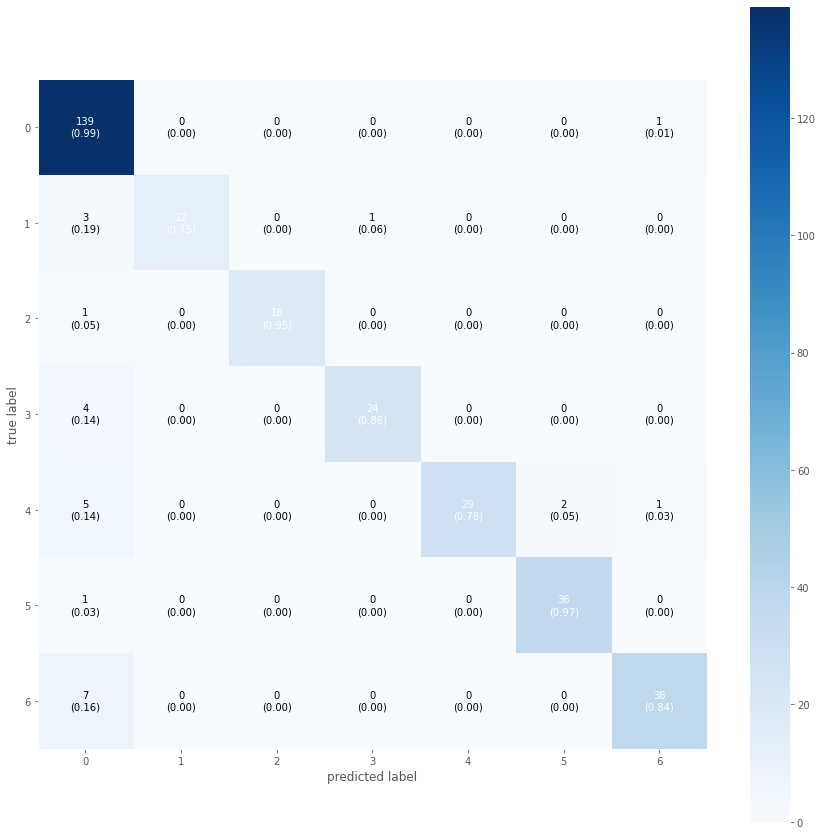 0
139 0 0 0 0 0 1
(0.99) (0.00) (0.00) (0.00) (0.00) (0.00) (0.01)
1
3 12 0 1 0 0 0
(0.19) (0.75) (0.00) (0.06) (0.00) (0.00) (0.00)
2
1 0 18 0 0 0 0
(0.05) (0.00) (0.95) (0.00) (0.00) (0.00) (0.00)
true label
3
4 0 0 24 0 0 0
(0.14) (0.00) (0.00) (0.86) (0.00) (0.00) (0.00)
4
5 0 0 0 29 2 1
(0.14) (0.00) (0.00) (0.00) (0.78) (0.05) (0.03)
5
1 0 0 0 0 36 0
(0.03) (0.00) (0.00) (0.00) (0.00) (0.97) (0.00)
6
7 0 0 0 0 0 38
(0.16) (0.00) (0.00) (0.00) (0.00) (0.00) (0.84)
0 1 2 3 4 5 6
predicted label
120
100
80
60
40
20
0